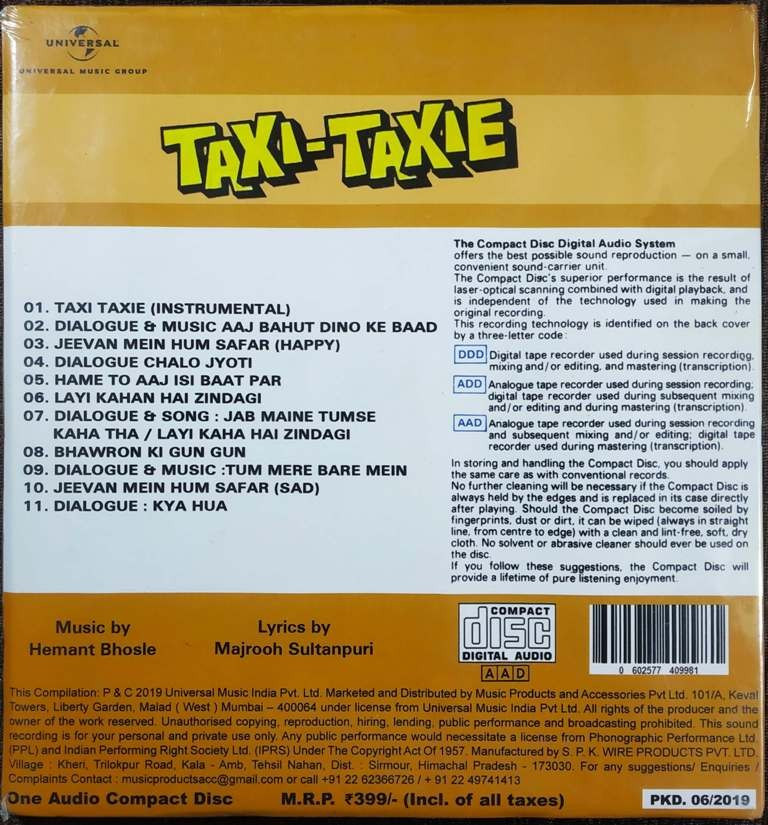 UNIVERSAL
UNIVERSAL MUSIC GROUP
TAXI-TAXIE
01. TAXI TAXIE (INSTRUMENTAL)
02. DIALOGUE & MUSIC AAJ BAHUT DINO KE BAAD
03. JEEVAN MEIN HUM SAFAR (HAPPY)
04. DIALOGUE CHALO JYOTI
05. HAME TO AAJ ISI BAAT PAR
06. LAYI KAHAN HAI ZINDAGI
07. DIALOGUE & SONG : JAB MAINE TUMSE
KAHA THA / LAYI KAHA HAI ZINDAGI
08. BHAWRON KI GUN GUN
09. DIALOGUE & MUSIC :TUM MERE BARE MEIN
10. JEEVAN MEIN HUM SAFAR (SAD)
11. DIALOGUE : KYA HUA
The Compact Disc Digital Audio System
offers the best possible sound reproduction — on a small,
convenient sound-carrier unit.
The Compact Disc's superior performance is the result of
laser-optical scanning combined with digital playback, and
is independent of the technology used in making the
original recording.
This recording technology is identified on the back cover
by a three-letter code:
DDD Digital tape recorder used during session recording,
mixing and/or editing, and mastering (transcription).
ADD Analogue tape recorder used during session recording;
digital tape recorder used during subsequent mixing
and/or editing and during mastering (transcription).
AAD Analogue tape recorder used during session recording
and subsequent mixing and/or editing; digital tape
recorder used during mastering (transcription).
In storing and handling the Compact Disc, you should apply
the same care as with conventional records.
No further cleaning will be necessary if the Compact Disc is
always held by the edges and is replaced in its case directly
after playing. Should the Compact Disc become soiled by
fingerprints, dust or dirt, it can be wiped (always in straight
line, from centre to edge) with a clean and lint-free, soft, dry
cloth. No solvent or abrasive cleaner should ever be used on
the disc.
If you follow these suggestions, the Compact Disc will
provide a lifetime of pure listening enjoyment.
Music by
Hemant Bhosle
Lyrics by
Majrooh Sultanpuri
COMPACT
disc
DIGITAL AUDIO
AAD
0 602577 409981
This Compilation: P & C 2019 Universal Music India Pvt. Ltd. Marketed and Distributed by Music Products and Accessories Pvt Ltd. 101/A, Keval
Towers, Liberty Garden, Malad ( West ) Mumbai – 400064 under license from Universal Music India Pvt. Ltd. All rights of the producer and the
owner of the work reserved. Unauthorised copying, reproduction, hiring, lending, public performance and broadcasting prohibited. This sound
recording is for your personal and private use only. Any public performance would necessitate a license from Phonographic Performance Ltd.
(PPL) and Indian Performing Right Society Ltd. (IPRS) Under The Copyright Act Of 1957. Manufactured by S. P. K. WIRE PRODUCTS PVT. LTD.
Village : Kheri, Trilokpur Road, Kala - Amb, Tehsil Nahan, Dist. : Sirmour, Himachal Pradesh - 173030. For any suggestions/ Enquiries /
Complaints Contact : musicproductsacc@gmail.com or call +91 22 62366726 / + 91 22 49741413
One Audio Compact Disc M.R.P. ₹399/- (Incl. of all taxes)
PKD. 06/2019